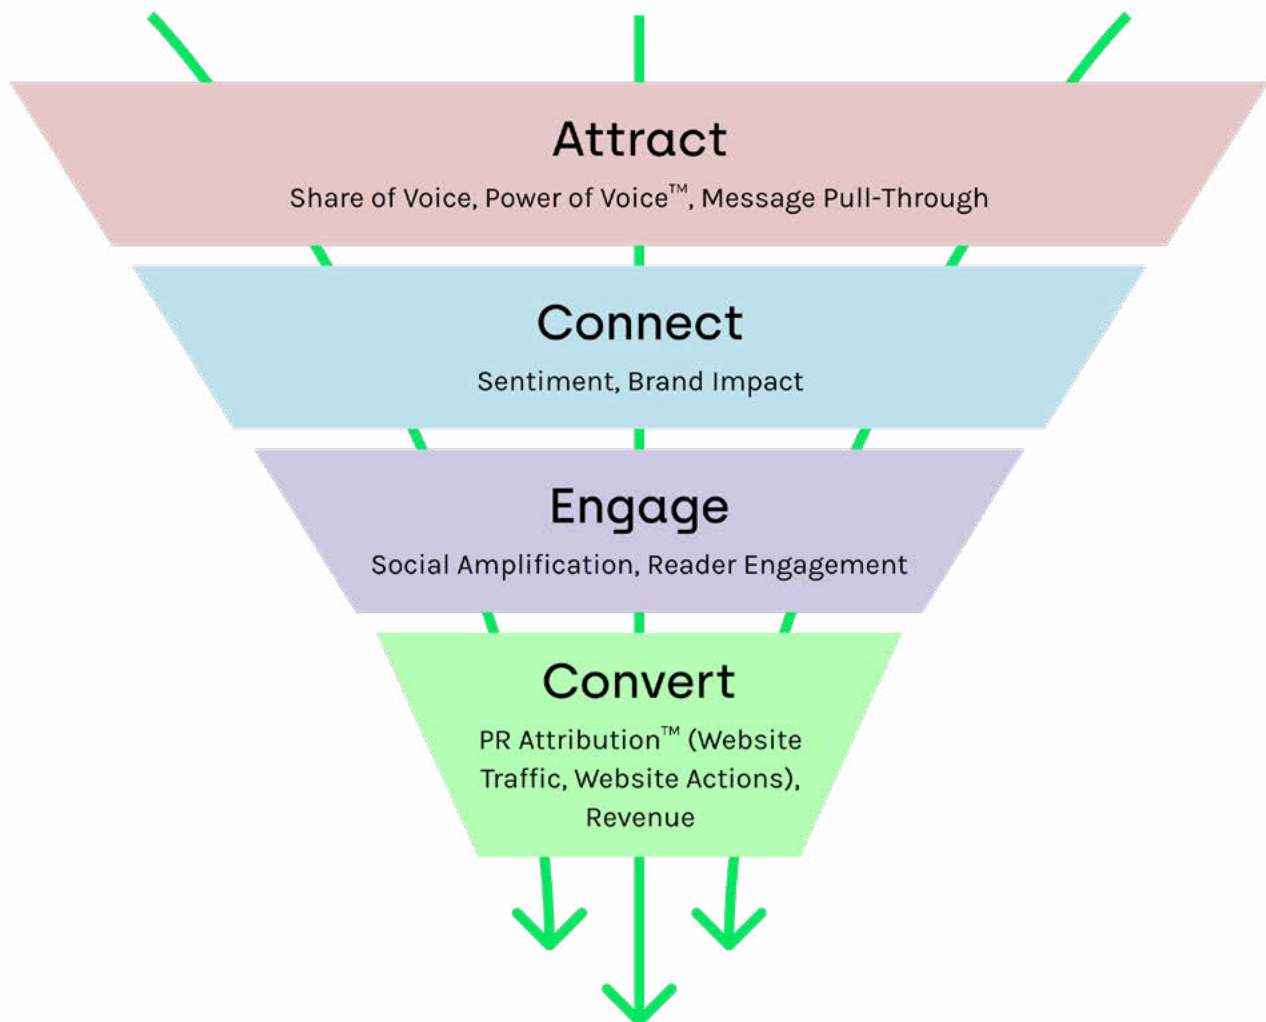 Attract
Share of Voice, Power of Voice™, Message Pull-Through
Connect
Sentiment, Brand Impact
Engage
Social Amplification, Reader Engagement
Convert
PR Attribution™ (Website
Traffic, Website Actions),
Revenue